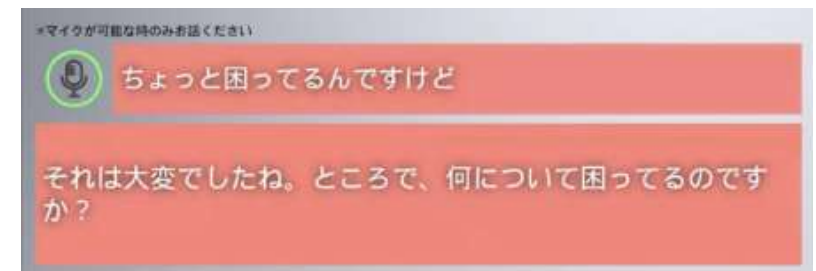 *マイクが可能な時のみお話ください
ちょっと困ってるんですけど
それは大変でしたね。ところで、何について困ってるのです
か？